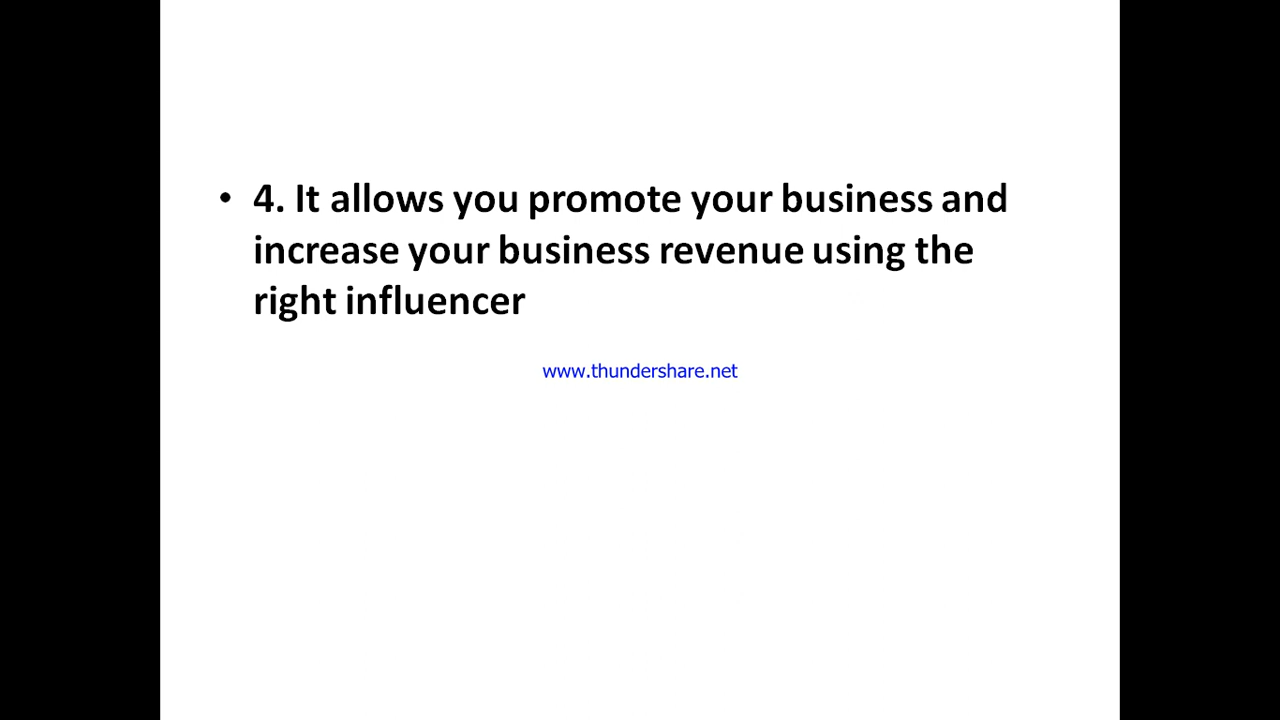 • 4. It allows you promote your business and
increase your business revenue using the
right influencer
www.thundershare.net